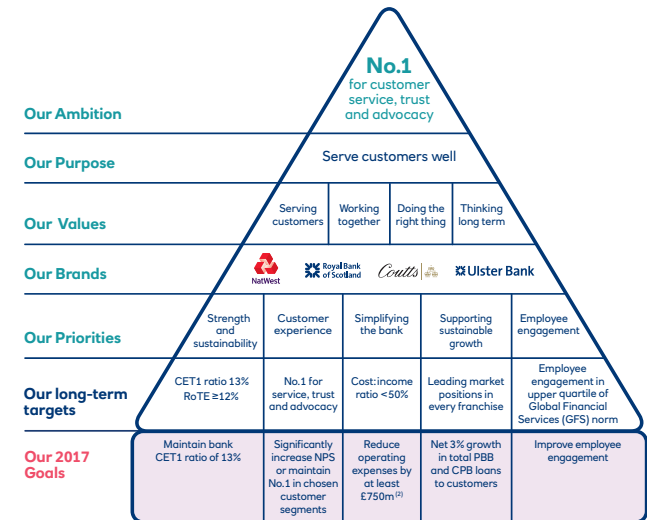 No.1
for customer
service, trust
and advocacy
Our Ambition
Our Purpose
Serve customers well
Our Values
Serving
customers
Working
together
Doing the
right thing
Thinking
long term
Our Brands
NatWest
Royal Bank
of Scotland
Coutts
Ulster Bank
Our Priorities
Strength
and
sustainability
Customer
experience
Simplifying
the bank
Supporting
sustainable
growth
Employee
engagement
Our long-term
targets
CET1 ratio 13%
RoTE ≥12%
No.1 for
service, trust
and advocacy
Cost:income
ratio <50%
Leading market
positions in
every franchise
Employee
engagement in
upper quartile of
Global Financial
Services (GFS) norm
Our 2017
Goals
Maintain bank
CET1 ratio of 13%
Significantly
increase NPS
or maintain
No.1 in chosen
customer
segments
Reduce
operating
expenses by
at least
£750m (2)
Net 3% growth
in total PBB
and CPB loans
to customers
Improve employee
engagement